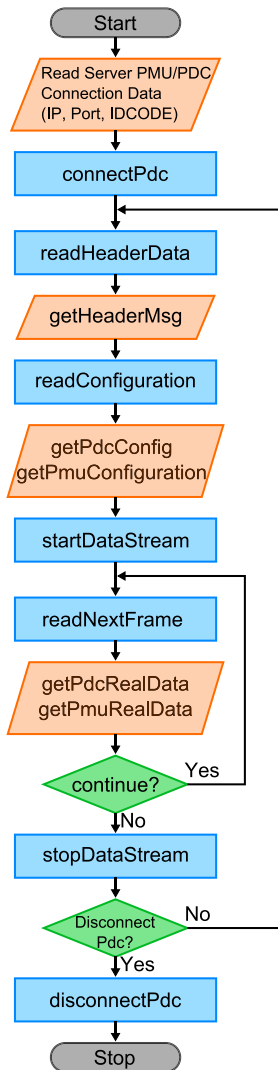 Start
Read Server PMU/PDC
Connection Data
(IP, Port, IDCODE)
connectPdc
readHeaderData
getHeaderMsg
readConfiguration
getPdcConfig
getPmuConfiguration
startDataStream
readNextFrame
getPdcRealData
getPmuRealData
continue?
Yes
No
stopDataStream
Disconnect
Pdc?
No
Yes
disconnectPdc
Stop